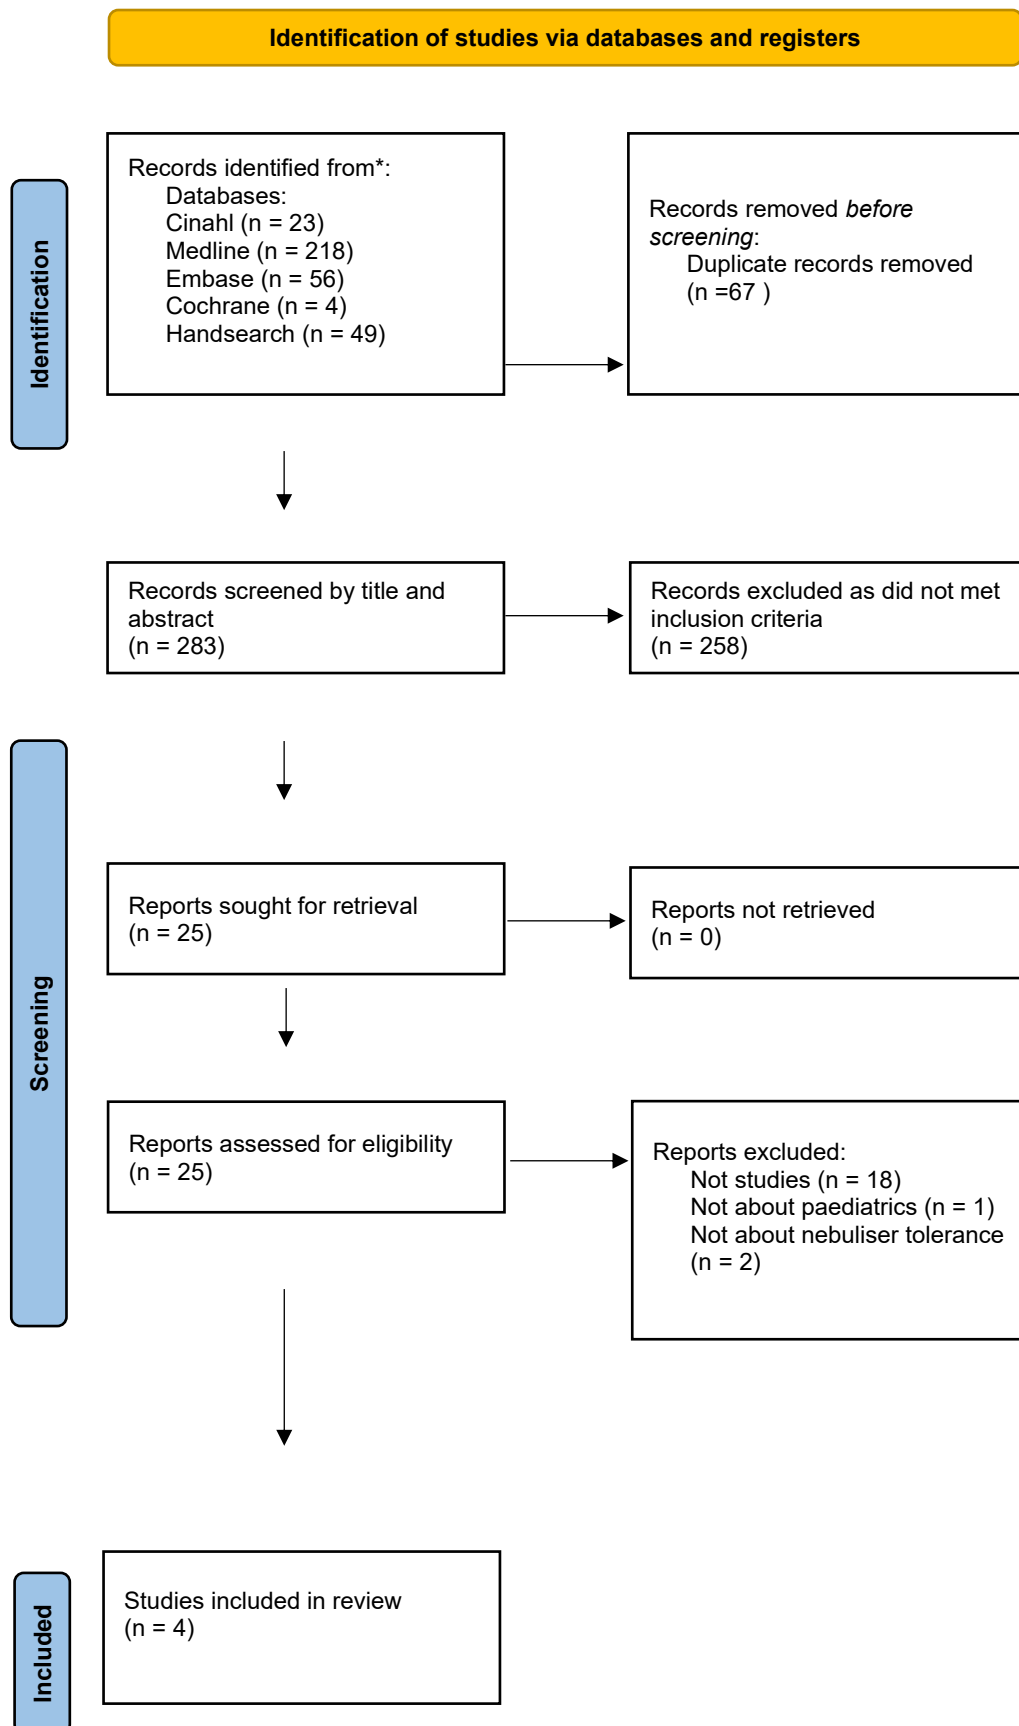 Identification of studies via databases and registers
Identification
Records identified from*:
Databases:
Cinahl (n = 23)
Medline (n = 218)
Embase (n = 56)
Cochrane (n = 4)
Handsearch (n = 49)
Records removed before
screening:
Duplicate records removed
(n =67 )
Records screened by title and
abstract
(n = 283)
Records excluded as did not met
inclusion criteria
(n = 258)
Screening
Reports sought for retrieval
(n = 25)
Reports not retrieved
(n = 0)
Reports assessed for eligibility
(n = 25)
Reports excluded:
Not studies (n = 18)
Not about paediatrics (n = 1)
Not about nebuliser tolerance
(n = 2)
Included
Studies included in review
(n = 4)